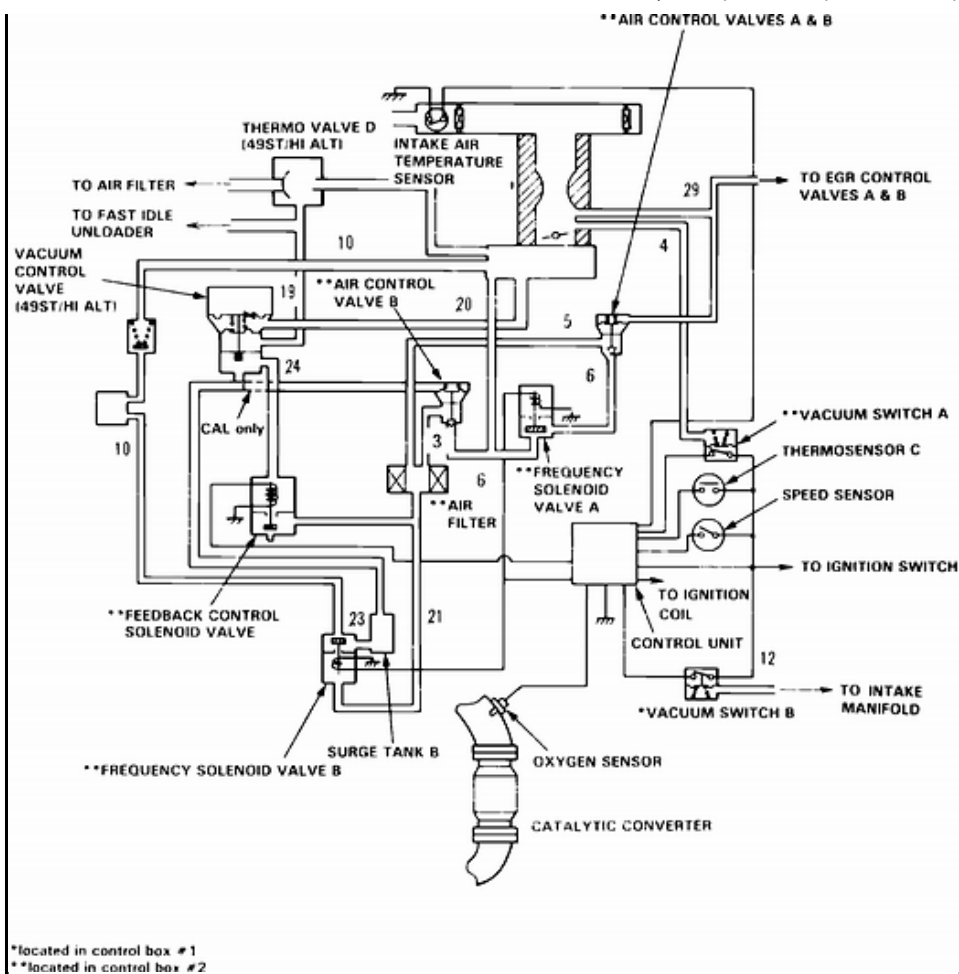 **AIR CONTROL VALVES A & B
THERMO VALVE D
(49ST/HI ALT)
INTAKE AIR
TEMPERATURE
SENSOR
TO AIR FILTER
TO FAST IDLE
UNLOADER
29
TO EGR CONTROL
VALVES A & B
10
4
VACUUM
CONTROL
VALVE
(49ST/HI ALT)
19
**AIR CONTROL
VALVE B
20
5
24
6
CAL only
**VACUUM SWITCH A
10
3
THERMOSENSOR C
6
**FREQUENCY
SOLENOID
VALVE A
SPEED SENSOR
**AIR
FILTER
TO IGNITION SWITCH
TO IGNITION
COIL
**FEEDBACK CONTROL
SOLENOID VALVE
23
21
CONTROL UNIT
12
TO INTAKE
MANIFOLD
*VACUUM SWITCH B
SURGE TANK B
OXYGEN SENSOR
**FREQUENCY SOLENOID VALVE B
CATALYTIC CONVERTER
*located in control box #1
**located in control box #2